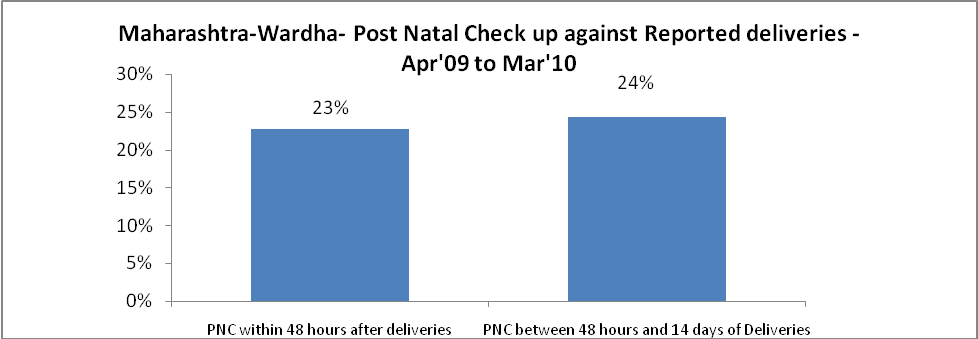 Maharashtra-Wardha- Post Natal Check up against Reported deliveries -
Apr'09 to Mar'10
30%
25%
20%
15%
10%
5%
0%
23%
24%
PNC within 48 hours after deliveries
PNC between 48 hours and 14 days of Deliveries